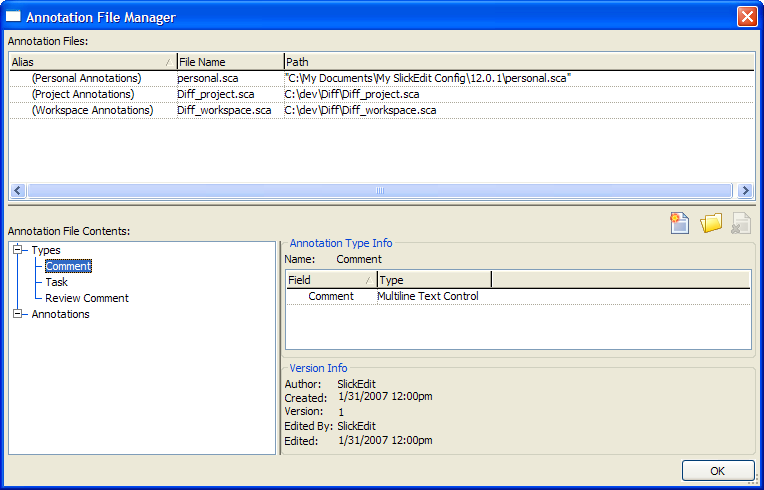 Annotation File Manager
Annotation Files:
Alias File Name Path
(Personal Annotations) personal.sca "C:\My Documents\My SlickEdit Config\12.0.1\personal.sca"
(Project Annotations) Diff_project.sca C:\dev\Diff\Diff_project.sca
(Workspace Annotations) Diff_workspace.sca C:\dev\Diff\Diff_workspace.sca
Annotation File Contents:
Types
Comment
Task
Review Comment
Annotations
Annotation Type Info
Name: Comment
Field Type
Comment Multiline Text Control
Version Info
Author: SlickEdit
Created: 1/31/2007 12:00pm
Version: 1
Edited By: SlickEdit
Edited: 1/31/2007 12:00pm
OK